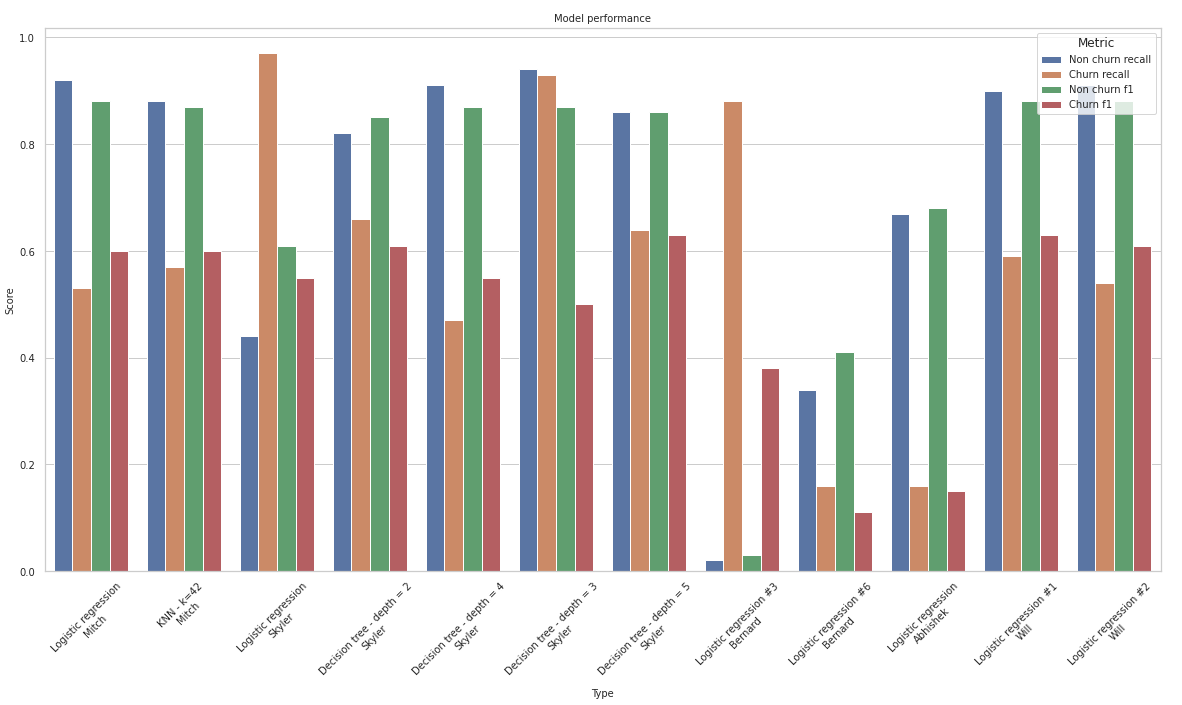 Model performance
Metric
Non churn recall
Churn recall
Non churn f1
Churn f1
Score
1.0
0.8
0.6
0.4
0.2
0.0
Logistic regression
Mitch
KNN - k=42
Mitch
Logistic regression
Skyler
Decision tree - depth = 2
Skyler
Decision tree - depth = 4
Skyler
Decision tree - depth = 3
Skyler
Decision tree - depth = 5
Skyler
Logistic regression #3
Bernard
Logistic regression #6
Bernard
Logistic regression
Abhishek
Logistic regression #1
Will
Logistic regression #2
Will
Type